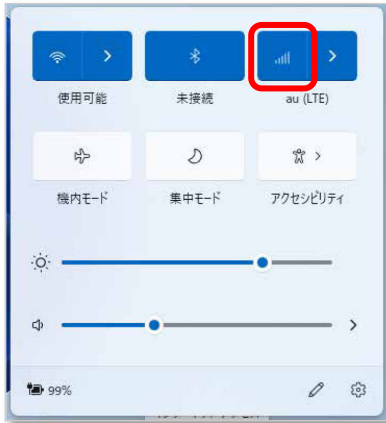 使用可能
未接続
au (LTE)
機内モード
集中モード
アクセシビリティ
99%